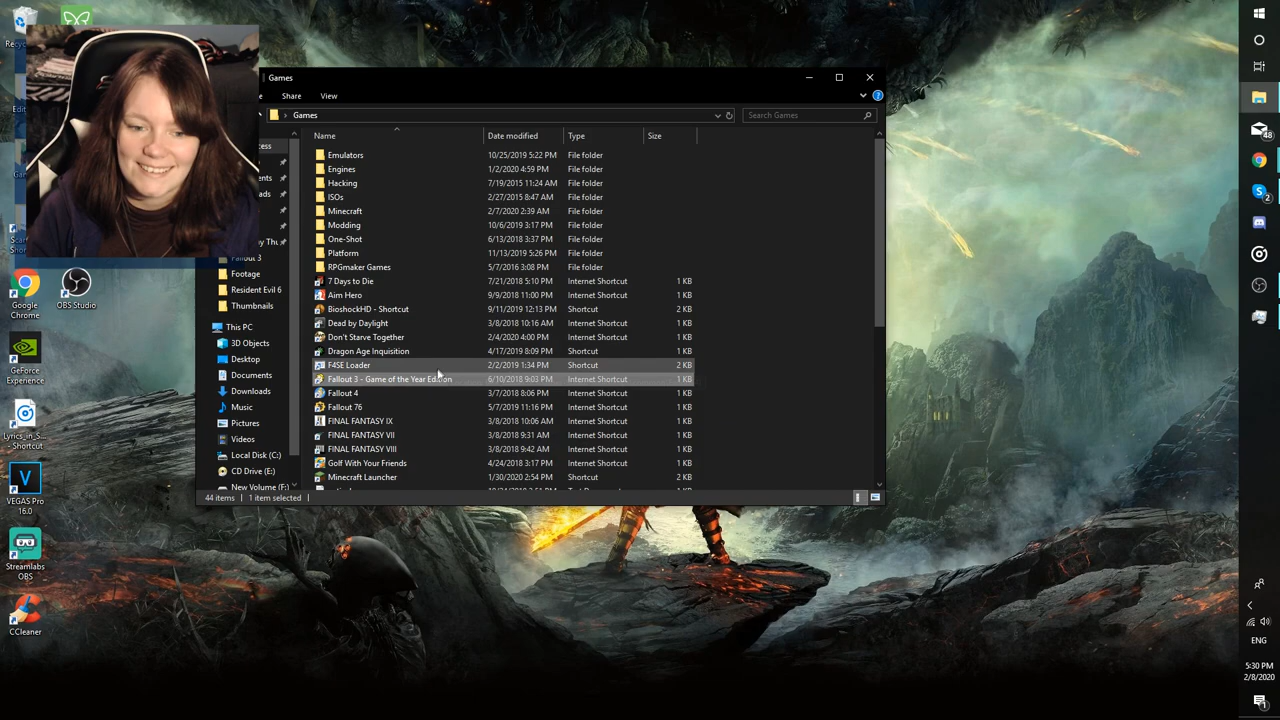 Recy
Games
Share
View
Games
Search Games
Name
Date modified
Type
Size
Emulators 10/25/2019 5:22 PM File folder
Engines 1/2/2020 4:59 PM File folder
Hacking 7/19/2015 11:24 AM File folder
ISOs 2/27/2015 8:47 AM File folder
Minecraft 2/7/2020 2:39 AM File folder
Modding 10/6/2019 3:17 PM File folder
One-Shot 6/13/2018 3:37 PM File folder
Platform 11/13/2019 5:26 PM File folder
RPGmaker Games 5/7/2016 3:08 PM File folder
7 Days to Die 7/21/2018 5:10 PM Internet Shortcut 1 KB
Aim Hero 9/9/2018 11:00 PM Internet Shortcut 1 KB
BioshockHD - Shortcut 9/11/2019 12:13 PM Shortcut 2 KB
Dead by Daylight 3/8/2018 10:16 AM Internet Shortcut 1 KB
Don't Starve Together 2/4/2020 4:00 PM Internet Shortcut 1 KB
Dragon Age Inquisition 4/17/2019 8:09 PM Shortcut 1 KB
F4SE Loader 2/2/2019 1:34 PM Shortcut 2 KB
Fallout 3 - Game of the Year Edition 6/10/2018 9:03 PM Internet Shortcut 1 KB
Fallout 4 3/7/2018 8:06 PM Internet Shortcut 1 KB
Fallout 76 5/7/2019 11:16 PM Internet Shortcut 1 KB
FINAL FANTASY IX 3/8/2018 10:06 AM Internet Shortcut 1 KB
FINAL FANTASY VII 3/8/2018 9:31 AM Internet Shortcut 1 KB
FINAL FANTASY VIII 3/8/2018 9:42 AM Internet Shortcut 1 KB
Golf With Your Friends 4/24/2018 3:17 PM Internet Shortcut 1 KB
Minecraft Launcher 1/30/2020 2:54 PM Shortcut 2 KB
Fallout 3
Footage
Resident Evil 6
Thumbnails
This PC
3D Objects
Desktop
Documents
Downloads
Music
Pictures
Videos
Local Disk (C:)
CD Drive (E:)
New Volume (F:)
44 items
1 item selected
Google
Chrome
OBS Studio
GeForce
Experience
Lyrics_in_S...
- Shortcut
VEGAS Pro
16.0
Streamlabs
OBS
CCleaner
48
2
ENG
5:30 PM
2/8/2020
1